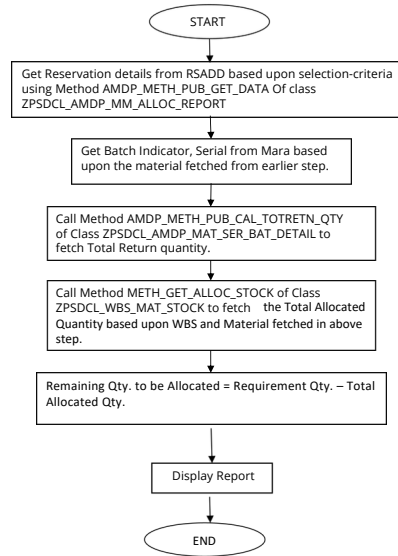 START
Get Reservation details from RSADD based upon selection-criteria
using Method AMDP_METH_PUB_GET_DATA Of class
ZPSDCL_AMDP_MM_ALLOC_REPORT
Get Batch Indicator, Serial from Mara based
upon the material fetched from earlier step.
Call Method AMDP_METH_PUB_CAL_TOTRETN_QTY
of Class ZPSDCL_AMDP_MAT_SER_BAT_DETAIL to
fetch Total Return quantity.
Call Method METH_GET_ALLOC_STOCK of Class
ZPSDCL_WBS_MAT_STOCK to fetch the Total Allocated
Quantity based upon WBS and Material fetched in above
step.
Remaining Qty. to be Allocated = Requirement Qty. – Total
Allocated Qty.
Display Report
END